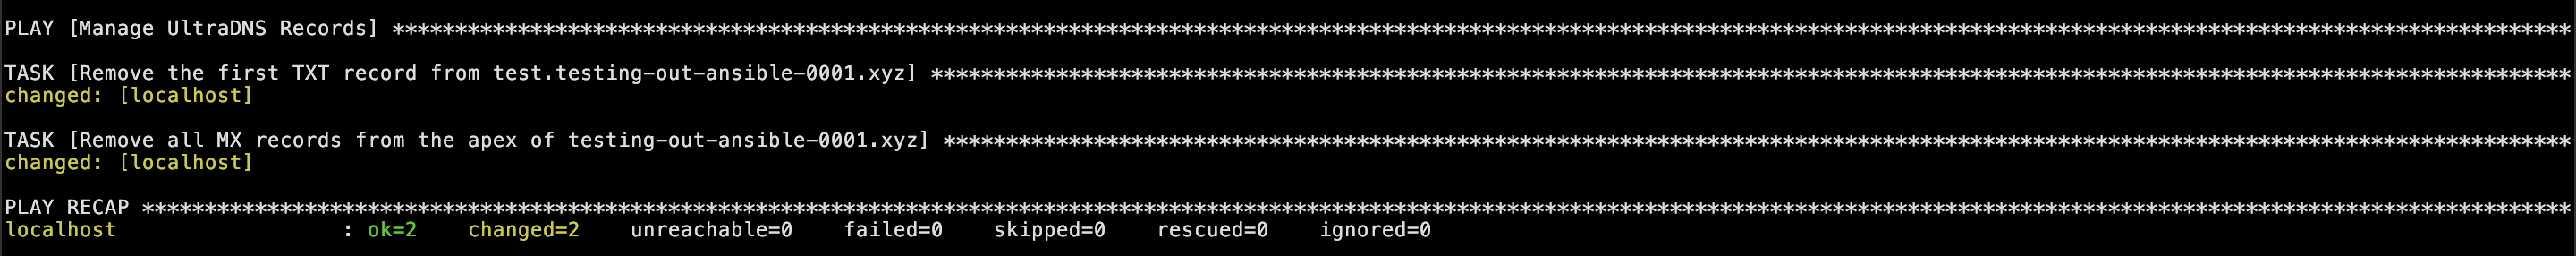 PLAY [Manage UltraDNS Records] ******************************************************************************************************************************************************************************
TASK [Remove the first TXT record from test.testing-out-ansible-0001.xyz] ***********************************************************************************************************************************
changed: [localhost]
TASK [Remove all MX records from the apex of testing-out-ansible-0001.xyz] **********************************************************************************************************************************
changed: [localhost]
PLAY RECAP **************************************************************************************************************************************************************************************************
localhost                  : ok=2    changed=2    unreachable=0    failed=0    skipped=0    rescued=0    ignored=0